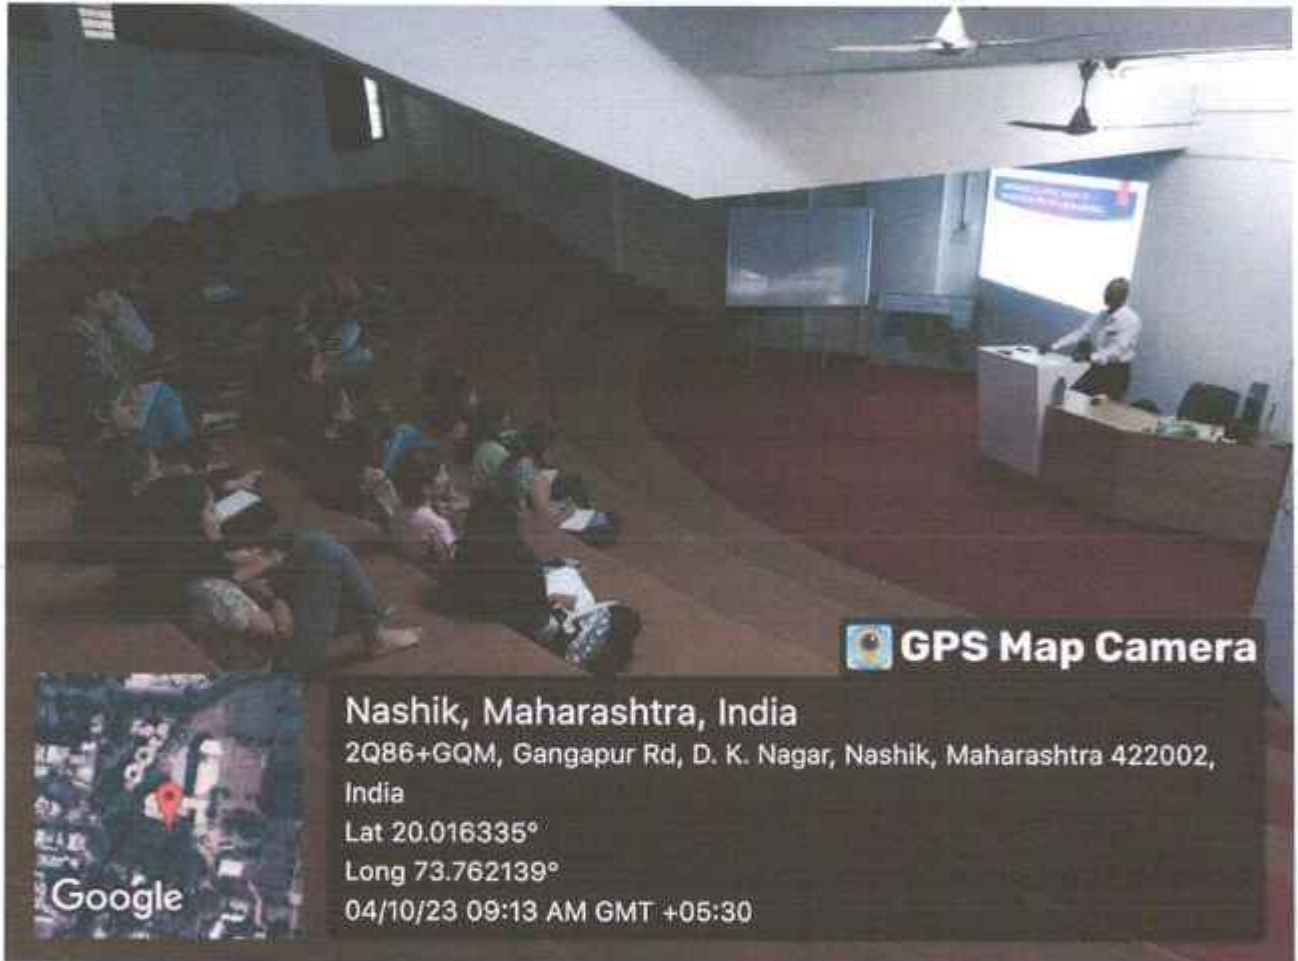 GPS Map Camera
Nashik, Maharashtra, India
2Q86+GQM, Gangapur Rd, D. K. Nagar, Nashik, Maharashtra 422002,
India
Lat 20.016335°
Long 73.762139°
04/10/23 09:13 AM GMT +05:30
Google